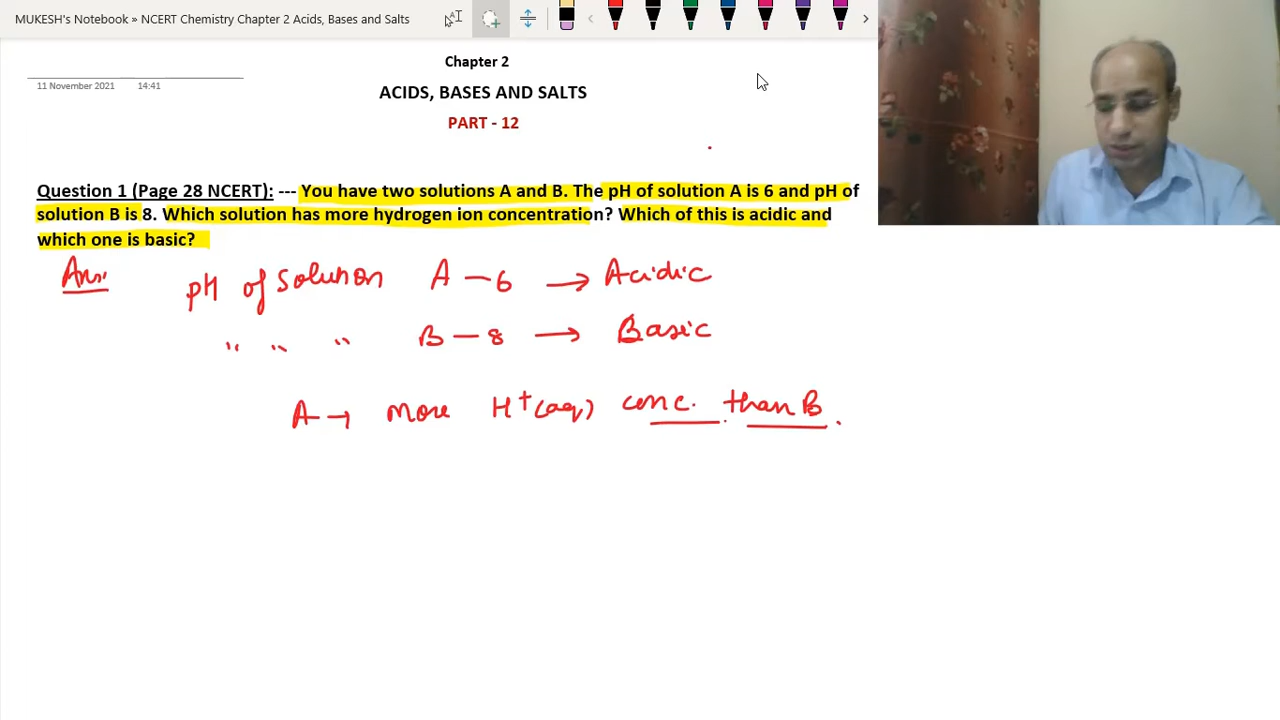 MUKESH's Notebook » NCERT Chemistry Chapter 2 Acids, Bases and Salts
Chapter 2
11 November 2021 14:41
ACIDS, BASES AND SALTS
PART - 12
Question 1 (Page 28 NCERT): --- You have two solutions A and B. The pH of solution A is 6 and pH of
solution B is 8. Which solution has more hydrogen ion concentration? Which of this is acidic and
which one is basic?
Ans:
pH of solution A — 6 → Acidic
" " " B — 8 → Basic
A → more H⁺(aq) conc. than B.